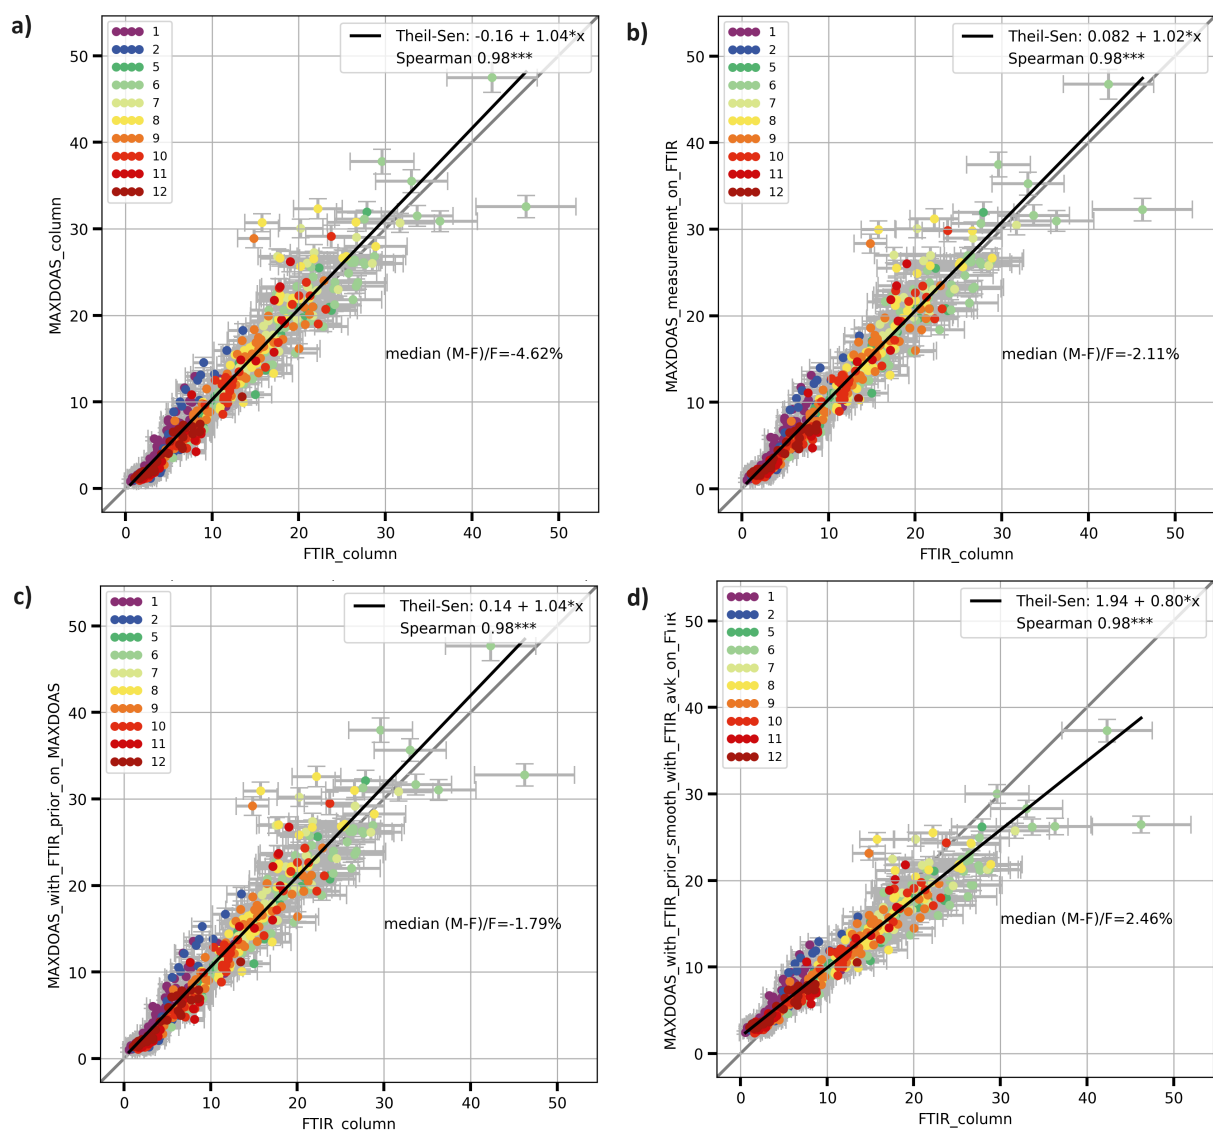 a)
1
2
5
6
7
8
9
10
11
12
Theil-Sen: -0.16 + 1.04*x
Spearman 0.98***
median (M-F)/F=-4.62%
MAXDOAS_column
50
40
30
20
10
0
0 10 20 30 40 50
FTIR_column
b)
1
2
5
6
7
8
9
10
11
12
Theil-Sen: 0.082 + 1.02*x
Spearman 0.98***
median (M-F)/F=-2.11%
MAXDOAS_measurement_on_FTIR
50
40
30
20
10
0
0 10 20 30 40 50
FTIR_column
c)
1
2
5
6
7
8
9
10
11
12
Theil-Sen: 0.14 + 1.04*x
Spearman 0.98***
median (M-F)/F=-1.79%
MAXDOAS_with_FTIR_prior_on_MAXDOAS
50
40
30
20
10
0
0 10 20 30 40 50
FTIR_column
d)
1
2
5
6
7
8
9
10
11
12
Theil-Sen: 1.94 + 0.80*x
Spearman 0.98***
median (M-F)/F=2.46%
MAXDOAS_with_FTIR_prior_smooth_with_FTIR_avk_on_FTIR
50
40
30
20
10
0
0 10 20 30 40 50
FTIR_column